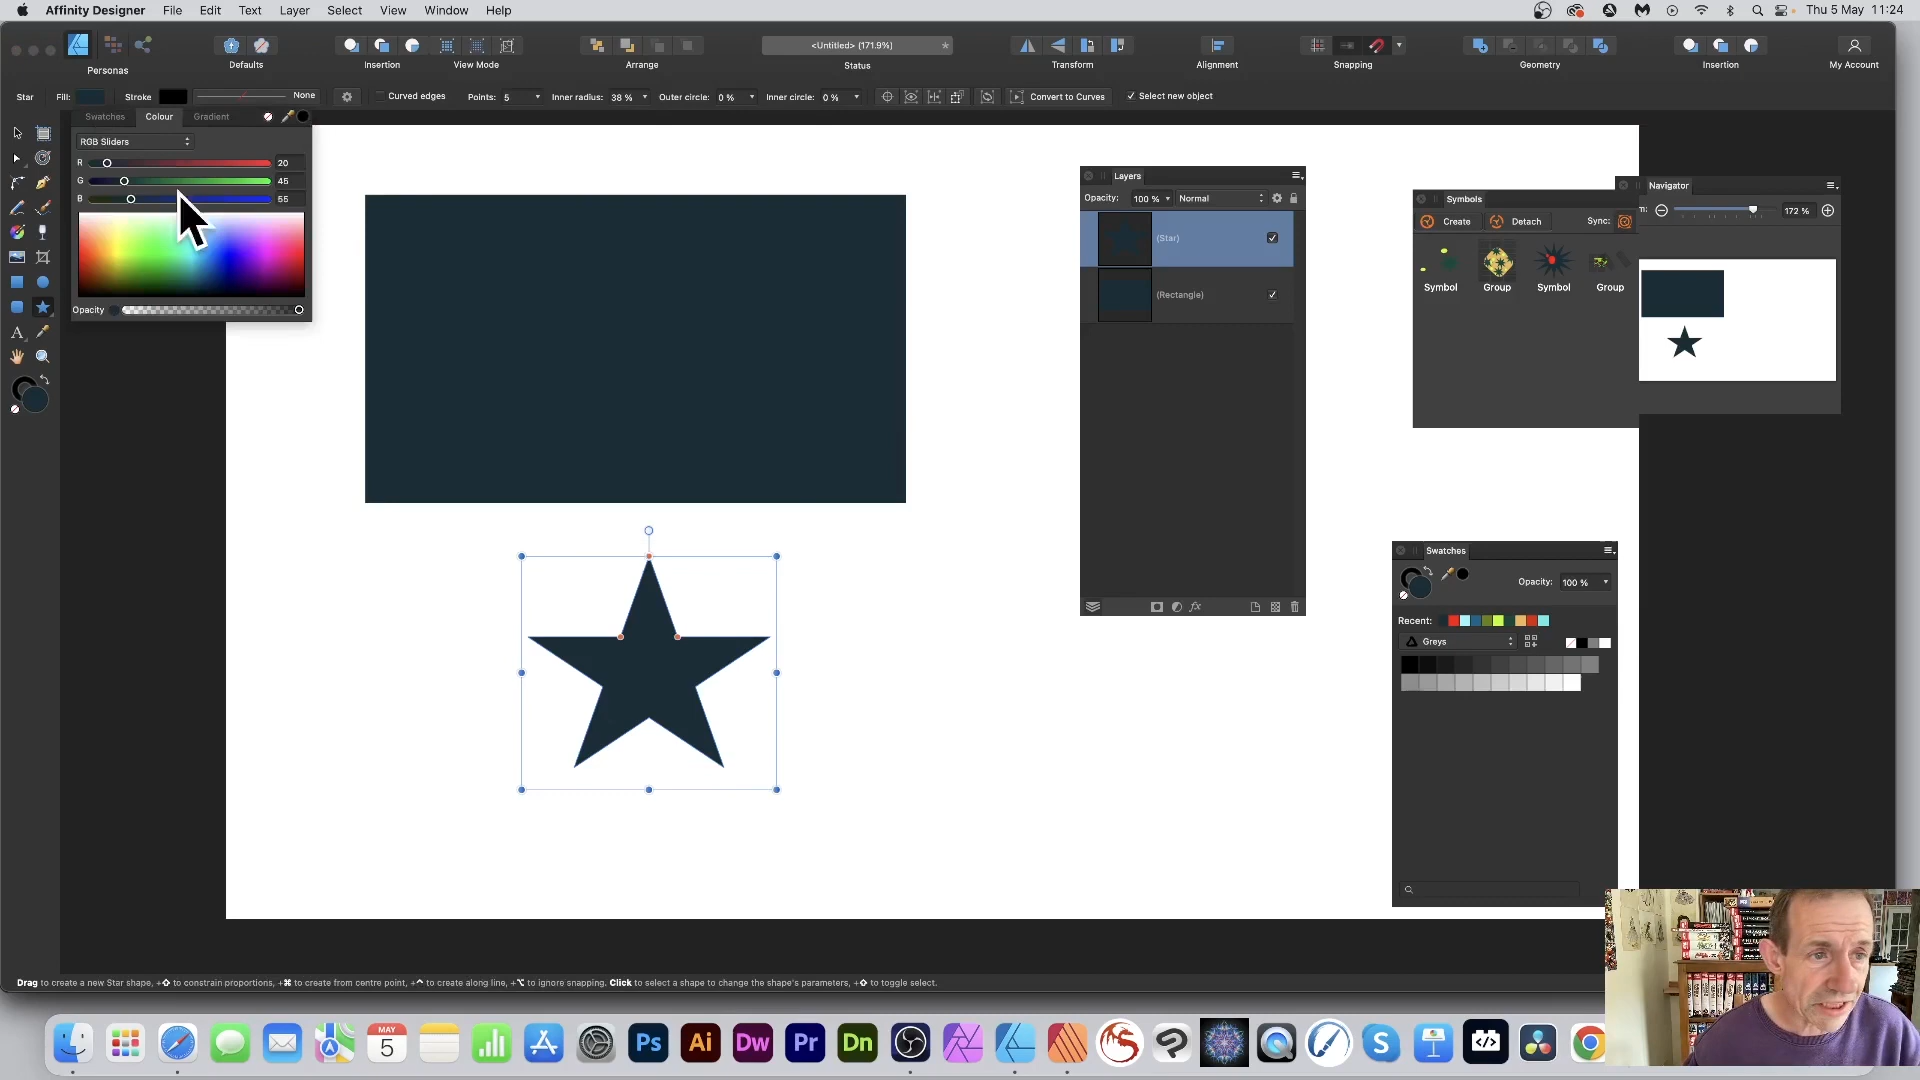 Affinity Designer File Edit Text Layer Select View Window Help Thu 5 May 11:24
<Untitled> (171.9%) *
Personas Defaults Insertion View Mode Arrange Status Transform Alignment Snapping Geometry Insertion My Account
Star Fill: Stroke None Curved edges Points: 5 Inner radius: 38 % Outer circle: 0 % Inner circle: 0 % Convert to Curves Select new object
Swatches Colour Gradient
RGB Sliders
R 20
G 45
B 55
Opacity
Layers
Opacity: 100 % Normal
(Star)
(Rectangle)
fx
Symbols
Create Detach Sync:
Symbol Group Symbol Group
Navigator
172 %
Swatches
Opacity: 100 %
Recent:
Greys
Drag to create a new Star shape, +⇧ to constrain proportions, +⌘ to create from centre point, +⌃ to create along line, +⌥ to ignore snapping. Click to select a shape to change the shape's parameters, +⇧ to toggle select.
MAY
5
Ps Ai Dw Pr Dn